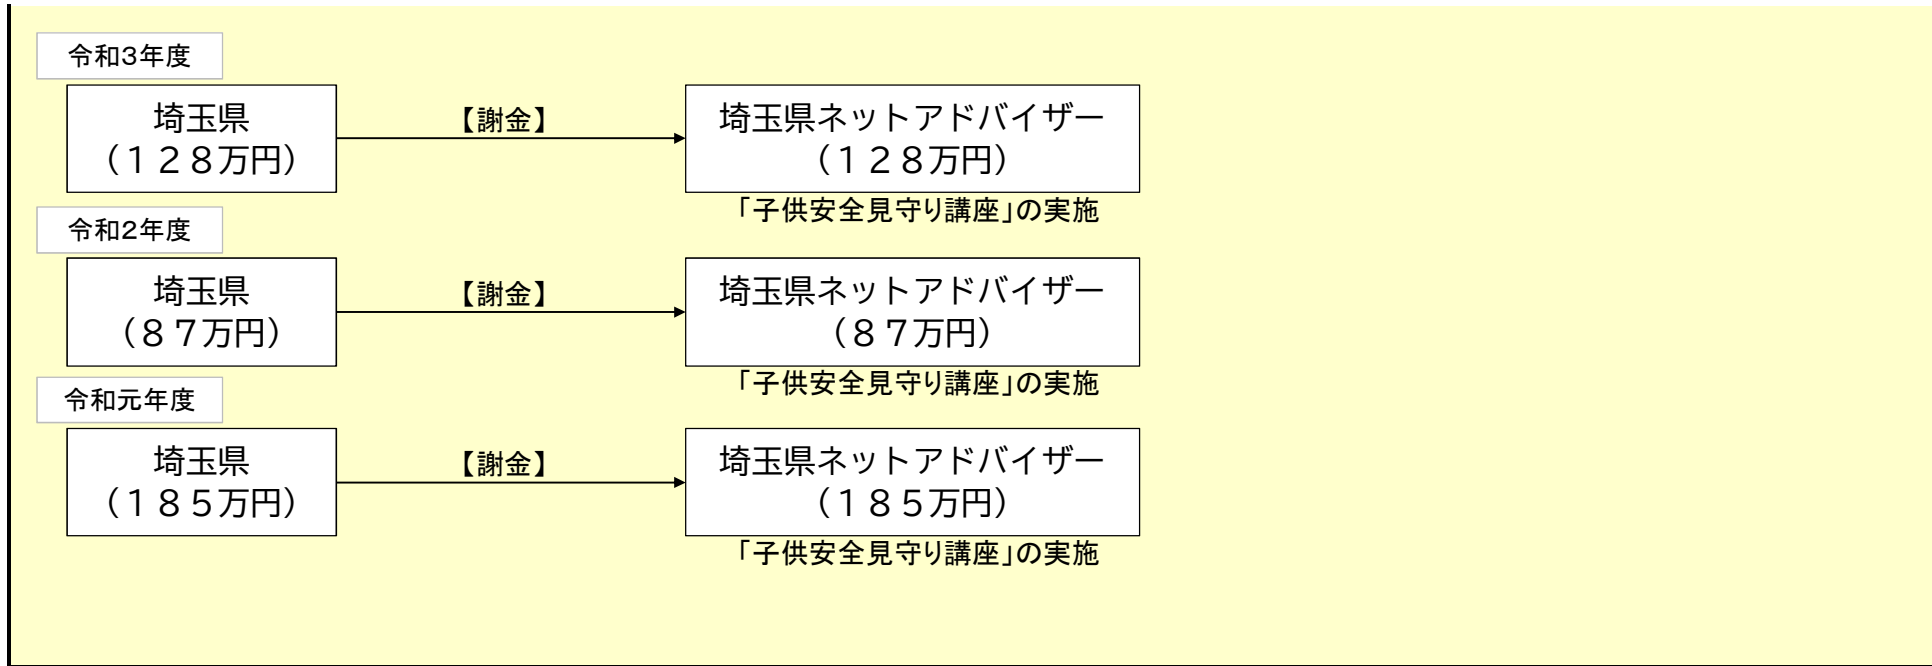 令和3年度
埼玉県
（１２８万円）
【謝金】
埼玉県ネットアドバイザー
（１２８万円）
「子供安全見守り講座」の実施
令和2年度
埼玉県
（８７万円）
【謝金】
埼玉県ネットアドバイザー
（８７万円）
「子供安全見守り講座」の実施
令和元年度
埼玉県
（１８５万円）
【謝金】
埼玉県ネットアドバイザー
（１８５万円）
「子供安全見守り講座」の実施